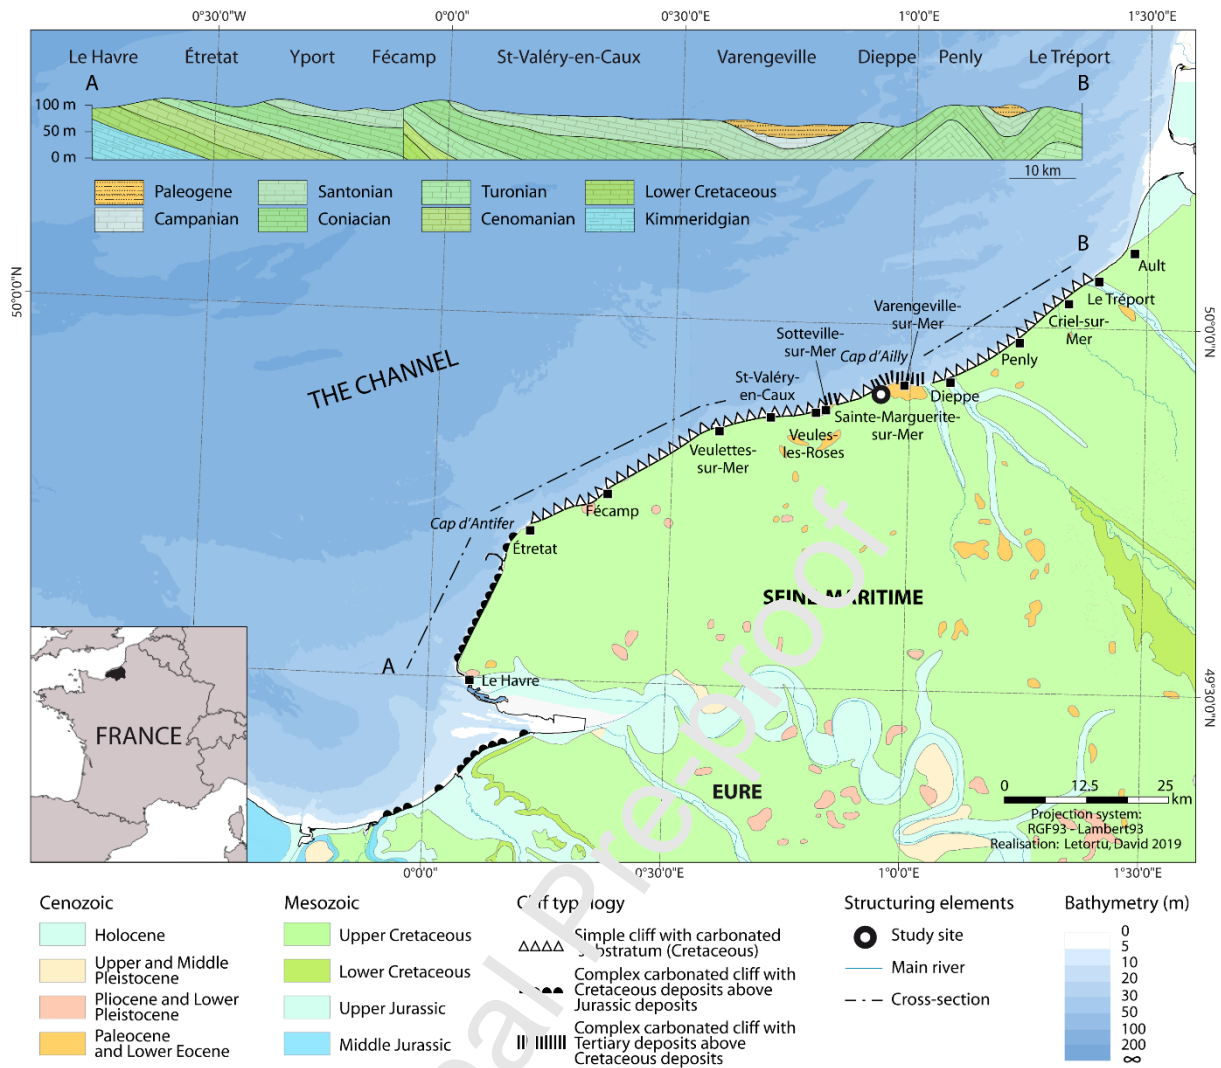 0°30'0"W
0°0'0"
0°30'0"E
1°0'0"E
1°30'0"E
Le Havre
Étretat
Yport
Fécamp
St-Valéry-en-Caux
Varengeville
Dieppe
Penly
Le Tréport
A
B
100 m
50 m
0 m
10 km
Paleogene
Santonian
Turonian
Lower Cretaceous
Campanian
Coniacian
Cenomanian
Kimmeridgian
50°0'0"N
B
Ault
Le Tréport
Criel-sur-
Mer
Penly
50°0'0"N
Varengeville-
sur-Mer
Sotteville-
sur-Mer
Cap d'Ailly
St-Valéry-
en-Caux
Dieppe
Sainte-Marguerite-
sur-Mer
Veules-
les-Roses
Veulettes-
sur-Mer
THE CHANNEL
Fécamp
Cap d'Antifer
Étretat
SEINE-MARITIME
A
Le Havre
49°30'0"N
FRANCE
EURE
0
12.5
25
km
Projection system:
RGF93 - Lambert93
Realisation: Letortu, David 2019
0°0'0"
0°30'0"E
1°0'0"E
1°30'0"E
Cenozoic
Holocene
Upper and Middle
Pleistocene
Pliocene and Lower
Pleistocene
Paleocene
and Lower Eocene
Mesozoic
Upper Cretaceous
Lower Cretaceous
Upper Jurassic
Middle Jurassic
Cliff typology
Simple cliff with carbonated
substratum (Cretaceous)
Complex carbonated cliff with
Cretaceous deposits above
Jurassic deposits
Complex carbonated cliff with
Tertiary deposits above
Cretaceous deposits
Structuring elements
Study site
Main river
Cross-section
Bathymetry (m)
0
5
10
20
30
50
100
200
∞
nal Pre-proof